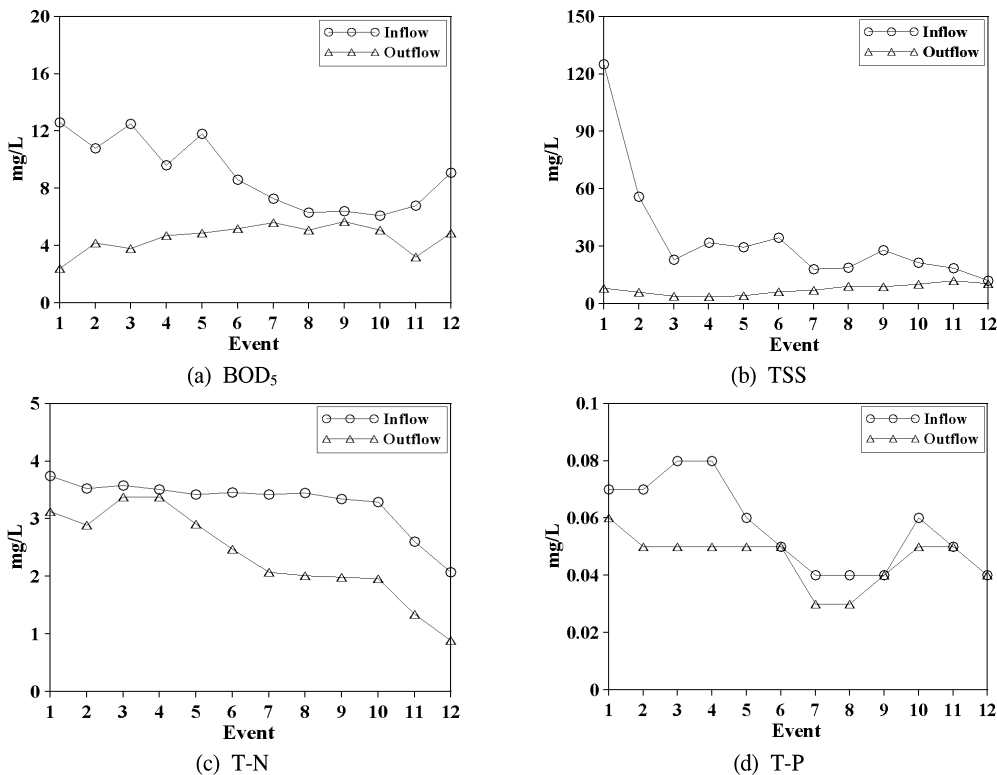 20
16
12
8
4
0
mg/L
Inflow
Outflow
1 2 3 4 5 6 7 8 9 10 11 12
Event
(a) BOD₅
150
120
90
60
30
0
mg/L
Inflow
Outflow
1 2 3 4 5 6 7 8 9 10 11 12
Event
(b) TSS
5
4
3
2
1
0
mg/L
Inflow
Outflow
1 2 3 4 5 6 7 8 9 10 11 12
Event
(c) T-N
0.1
0.08
0.06
0.04
0.02
0
mg/L
Inflow
Outflow
1 2 3 4 5 6 7 8 9 10 11 12
Event
(d) T-P